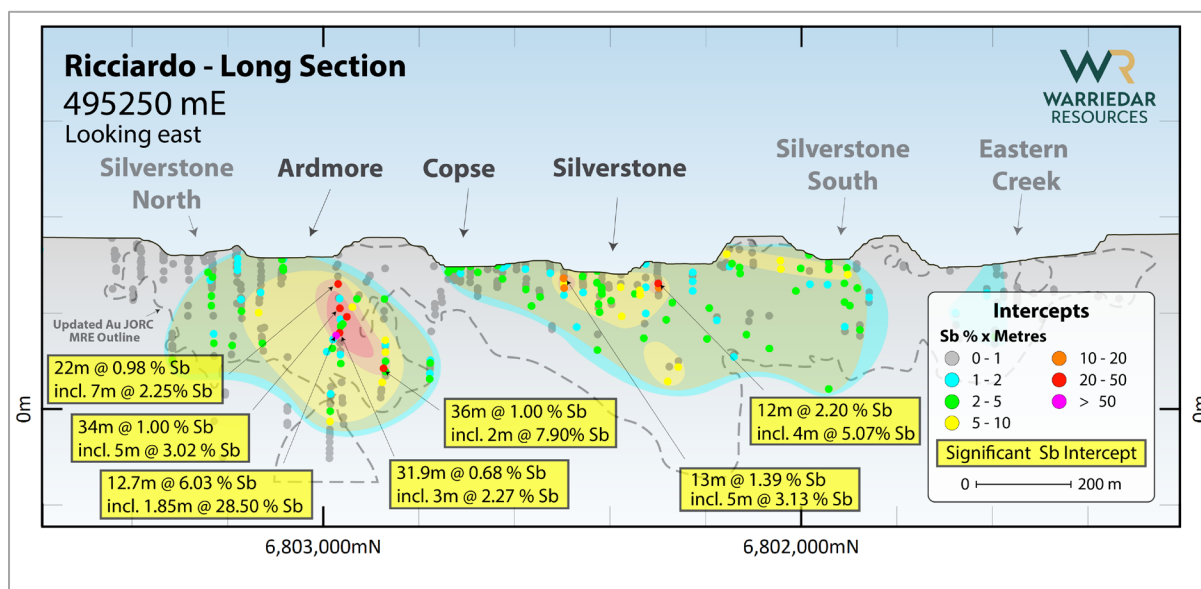 Ricciardo - Long Section
495250 mE
Looking east
WARRIEDAR
RESOURCES
Silverstone
North
Ardmore
Copse
Silverstone
Silverstone
South
Eastern
Creek
Updated Au JORC
MRE Outline
22m @ 0.98 % Sb
incl. 7m @ 2.25% Sb
34m @ 1.00 % Sb
incl. 5m @ 3.02 % Sb
12.7m @ 6.03 % Sb
incl. 1.85m @ 28.50 % Sb
36m @ 1.00 % Sb
incl. 2m @ 7.90% Sb
31.9m @ 0.68 % Sb
incl. 3m @ 2.27 % Sb
12m @ 2.20 % Sb
incl. 4m @ 5.07% Sb
13m @ 1.39 % Sb
incl. 5m @ 3.13 % Sb
Intercepts
Sb % x Metres
0 - 1
10 - 20
1 - 2
20 - 50
2 - 5
> 50
5 - 10
Significant Sb Intercept
0 200 m
0m
0m
6,803,000mN
6,802,000mN